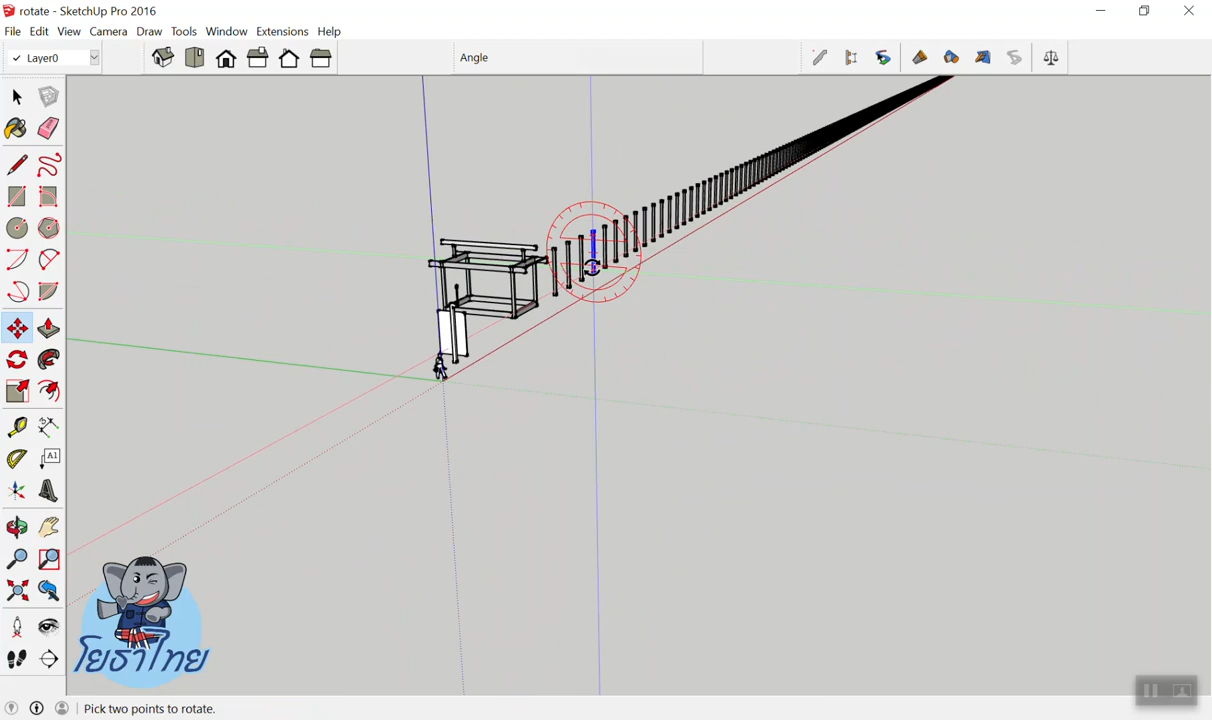 rotate - SketchUp Pro 2016
File Edit View Camera Draw Tools Window Extensions Help
Layer0
Angle
A1
โยธาไทย
Pick two points to rotate.